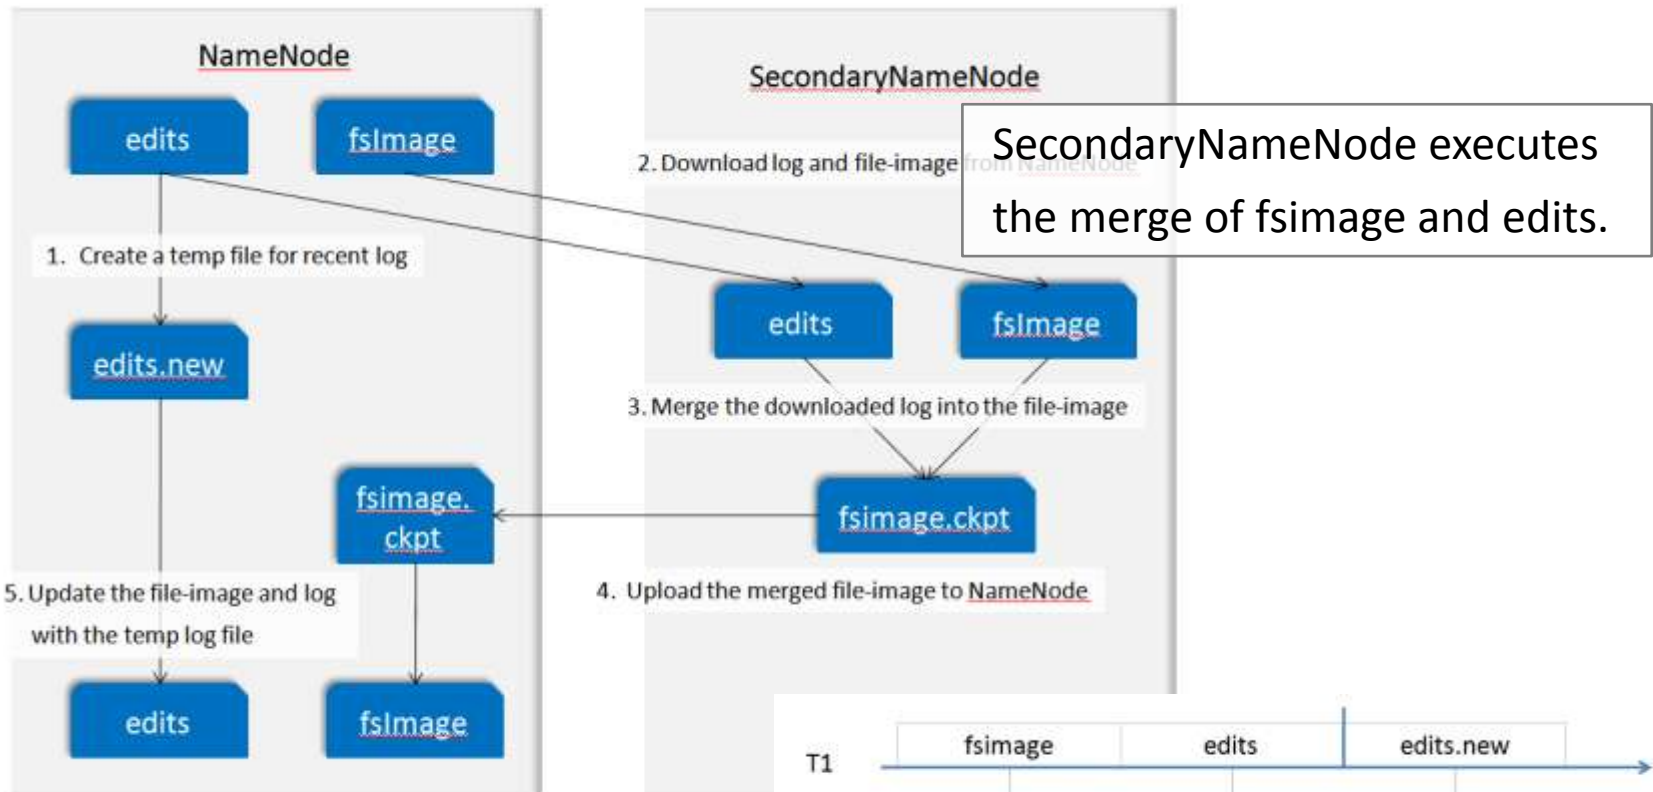 NameNode
SecondaryNameNode
edits
fsImage
2. Download log and file-image from NameNode
SecondaryNameNode executes
the merge of fsimage and edits.
1. Create a temp file for recent log
edits
fsImage
edits.new
3. Merge the downloaded log into the file-image
fsimage.
ckpt
fsimage.ckpt
5. Update the file-image and log
with the temp log file
4. Upload the merged file-image to NameNode
edits
fsImage
T1
fsimage
edits
edits.new